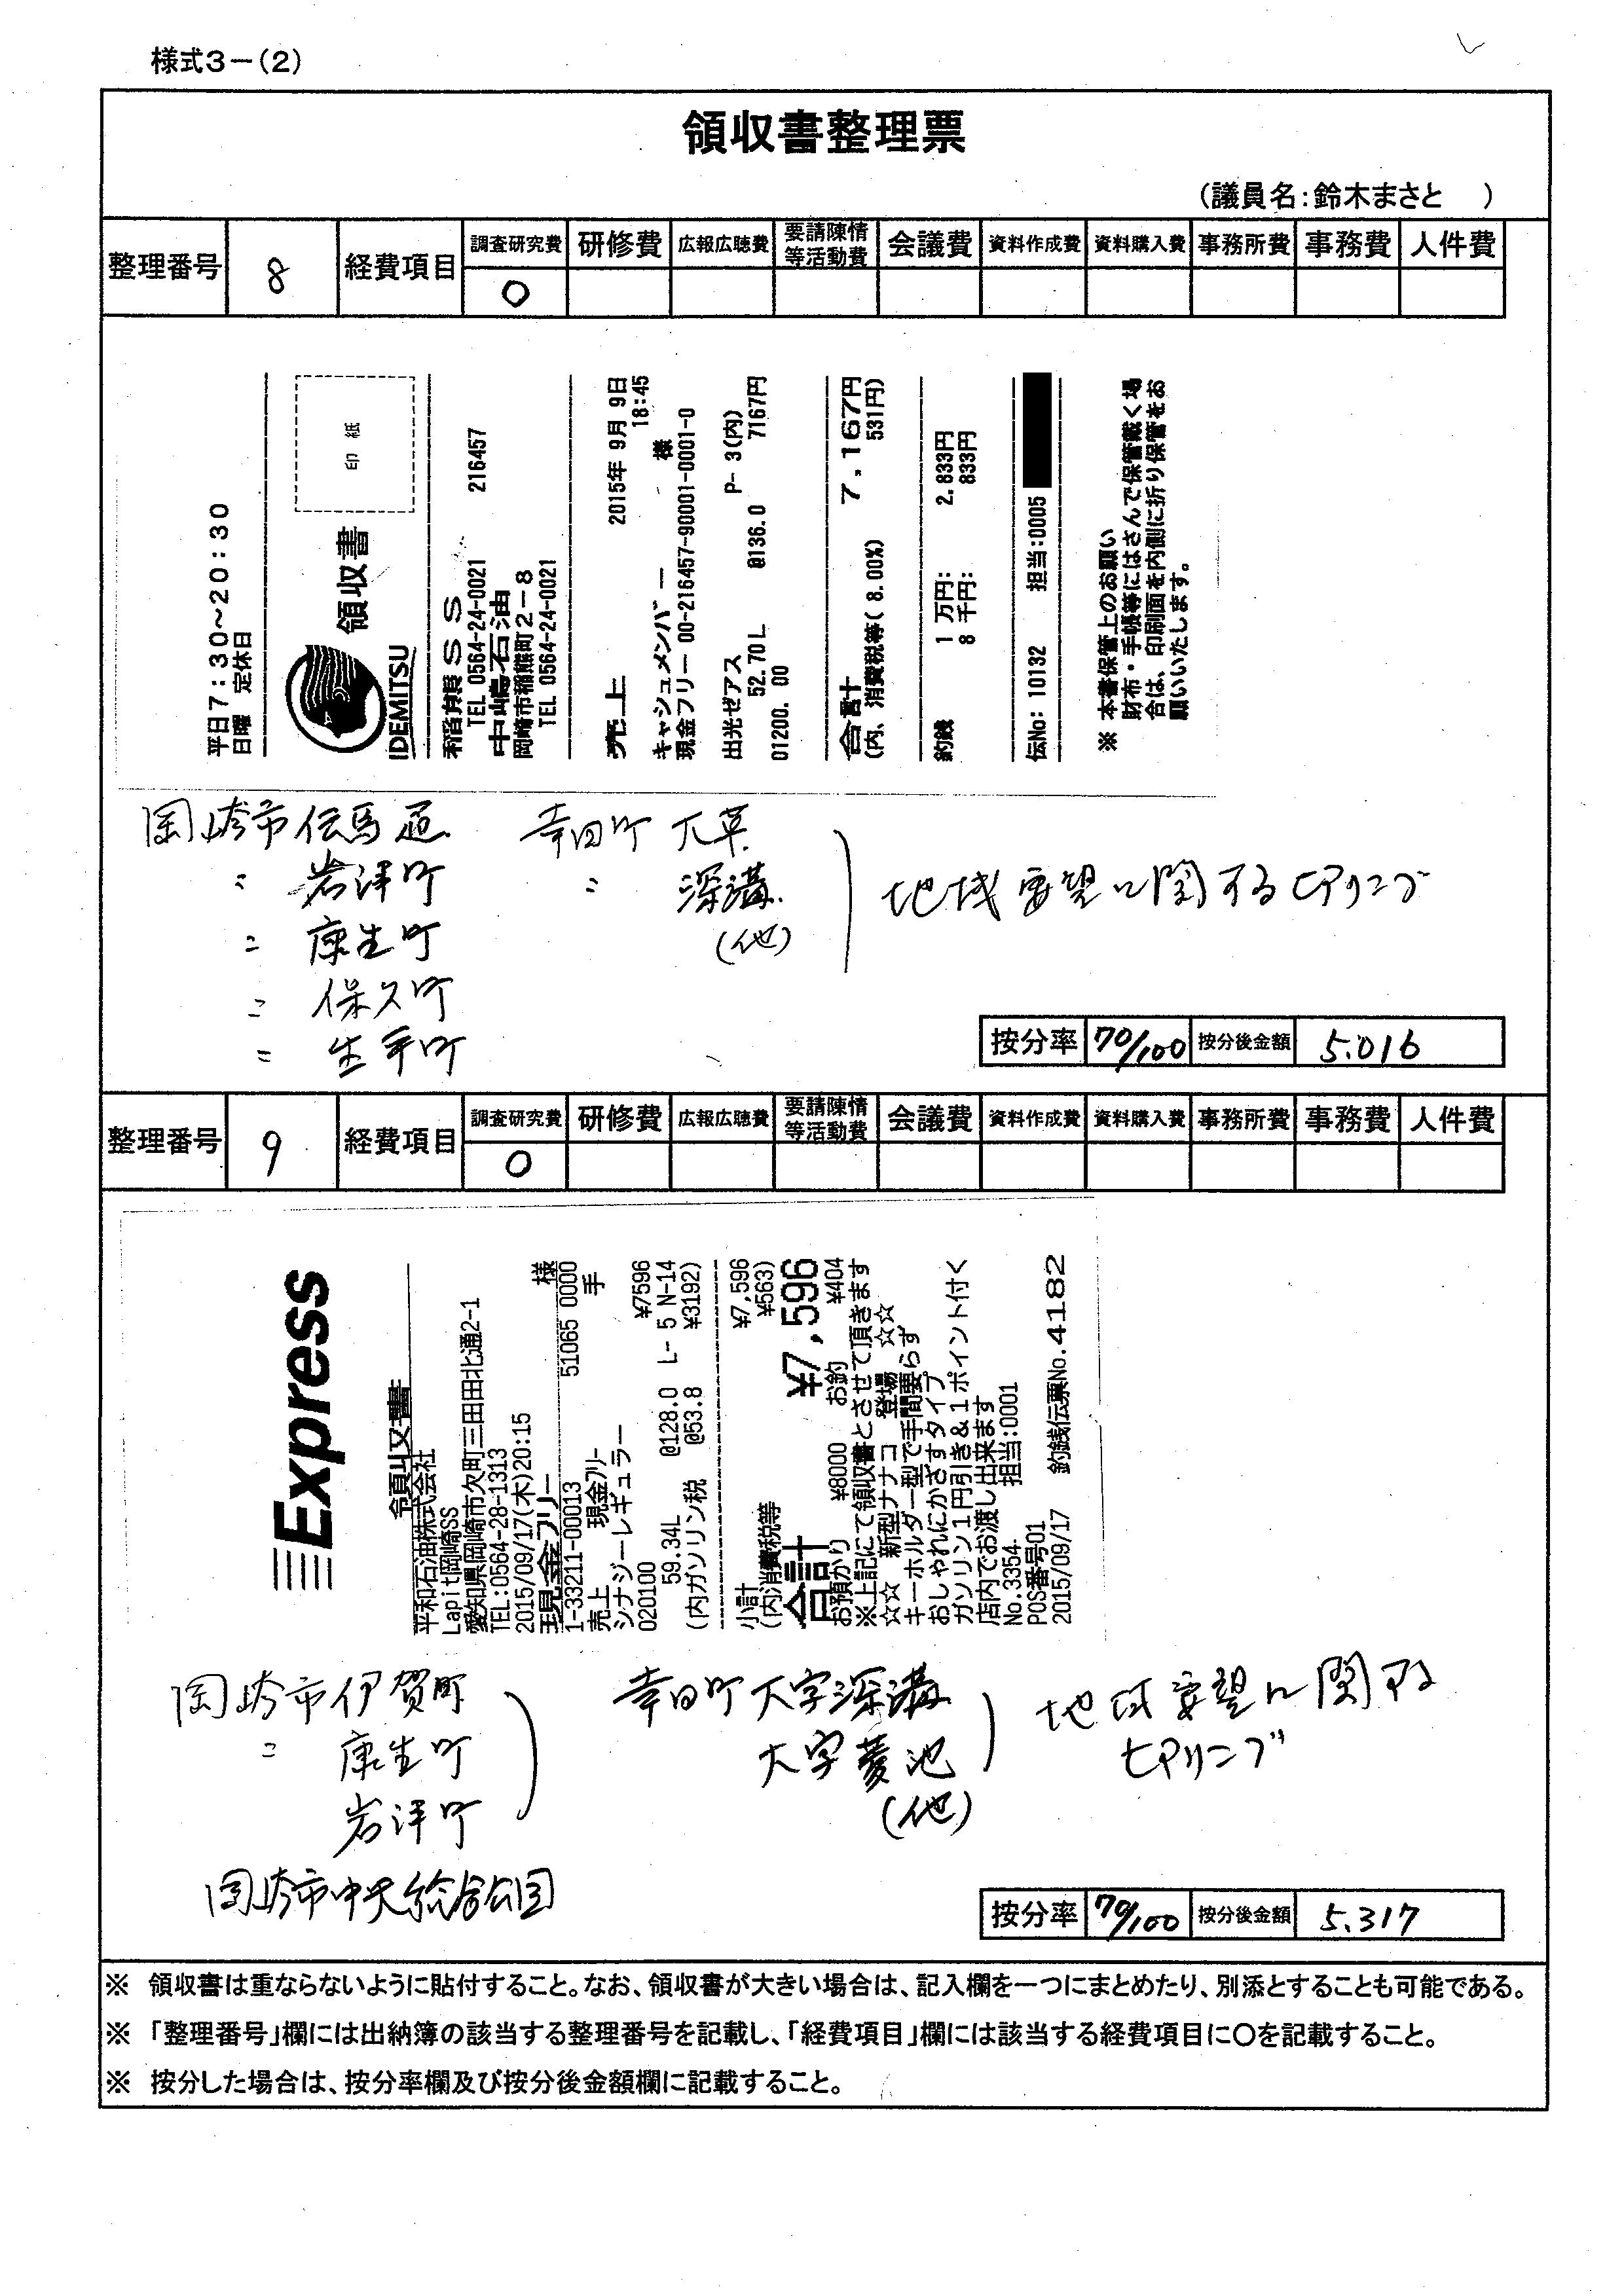 様式3-(2)
領収書整理票
(議員名:鈴木まさと )
整理番号 8 経費項目 調査研究費 研修費 広報広聴費 要請陳情等活動費 会議費 資料作成費 資料購入費 事務所費 事務費 人件費
○
平日7:30~20:30
日曜 定休日
IDEMITSU
領収書
印 紙
SS 216457
TEL 0564-24-0021
中嶋石油
岡崎市稲熊町2-8
TEL 0564-24-0021
売上 2015年 9月 9日
18:45
キャッシュメンバー 様
現金フリー 00-216457-90001-0001-0
出光ゼアス P- 3(内)
52.70L @136.0 7167円
01200. 00
合計 7,167円
(内、消費税等( 8.00%) 531円)
釣銭 1万円: 2,833円
8千円: 833円
伝No: 10132 担当:0005
※ 本書保管上のお願い
財布・手帳等にはさんで保管戴く場
合は、印刷面を内側に折り保管をお
願いいたします。
岡崎市伝馬通 幸田町 大草
〃 岩津町 〃 深溝
〃 康生町 (他)
〃 保久町
〃 生平町
地域要望に関するヒアリング
按分率 70/100 按分後金額 5.016
整理番号 9 経費項目 調査研究費 研修費 広報広聴費 要請陳情等活動費 会議費 資料作成費 資料購入費 事務所費 事務費 人件費
○
Express
領収書
平和石油株式会社
Lapit岡崎SS
愛知県岡崎市欠町三田田北通2-1
TEL:0564-28-1313
2015/09/17(木)20:15
現金フリー 様
1-33211-00013 51065 0000
売上 現金フリー 手
シナジーレギュラー
020100 ¥7596
59.34L @128.0 L- 5 N-14
(内ガソリン税 @53.8 ¥3192)
小計 ¥7,596
(内消費税等 ¥563)
合計 ¥7,596
お預かり ¥8000 お釣 ¥404
※上記にて領収書とさせて頂きます
☆☆ 新型ナナコ 登場 ☆☆
キーホルダー型で手間要らず
おしゃれにかざすタイプ
ガソリン1円引き&1ポイント付く
店内でお渡し出来ます
No.3354 担当:0001
POS番号01
2015/09/17 釣銭伝票No.4182
岡崎市伊賀町 幸田町大字深溝
〃 康生町 大字菱池
岩津町 (他)
地域要望に関する
ヒアリング
岡崎市中央総合公園
按分率 70/100 按分後金額 5.317
※ 領収書は重ならないように貼付すること。なお、領収書が大きい場合は、記入欄を一つにまとめたり、別添とすることも可能である。
※ 「整理番号」欄には出納簿の該当する整理番号を記載し、「経費項目」欄には該当する経費項目に○を記載すること。
※ 按分した場合は、按分率欄及び按分後金額欄に記載すること。